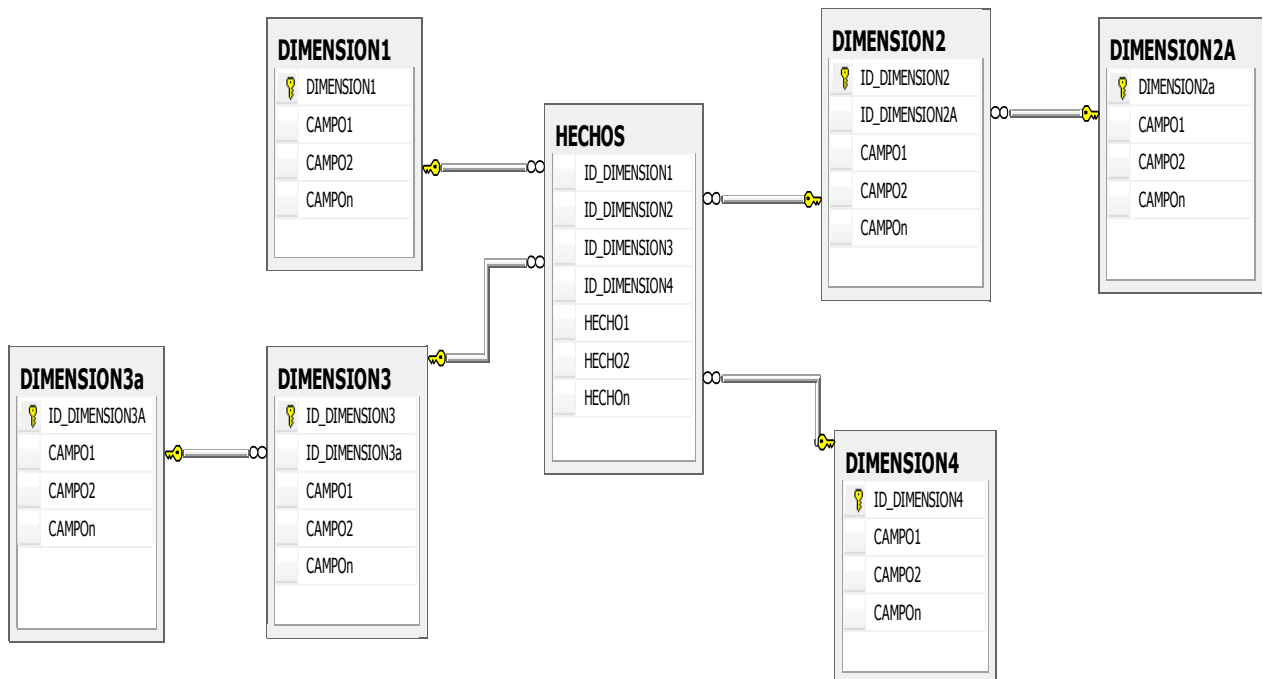 DIMENSION1
DIMENSION1
CAMPO1
CAMPO2
CAMPOn
HECHOS
ID_DIMENSION1
ID_DIMENSION2
ID_DIMENSION3
ID_DIMENSION4
HECHO1
HECHO2
HECHOn
DIMENSION2
ID_DIMENSION2
ID_DIMENSION2A
CAMPO1
CAMPO2
CAMPOn
DIMENSION2A
DIMENSION2a
CAMPO1
CAMPO2
CAMPOn
DIMENSION3a
ID_DIMENSION3A
CAMPO1
CAMPO2
CAMPOn
DIMENSION3
ID_DIMENSION3
ID_DIMENSION3a
CAMPO1
CAMPO2
CAMPOn
DIMENSION4
ID_DIMENSION4
CAMPO1
CAMPO2
CAMPOn